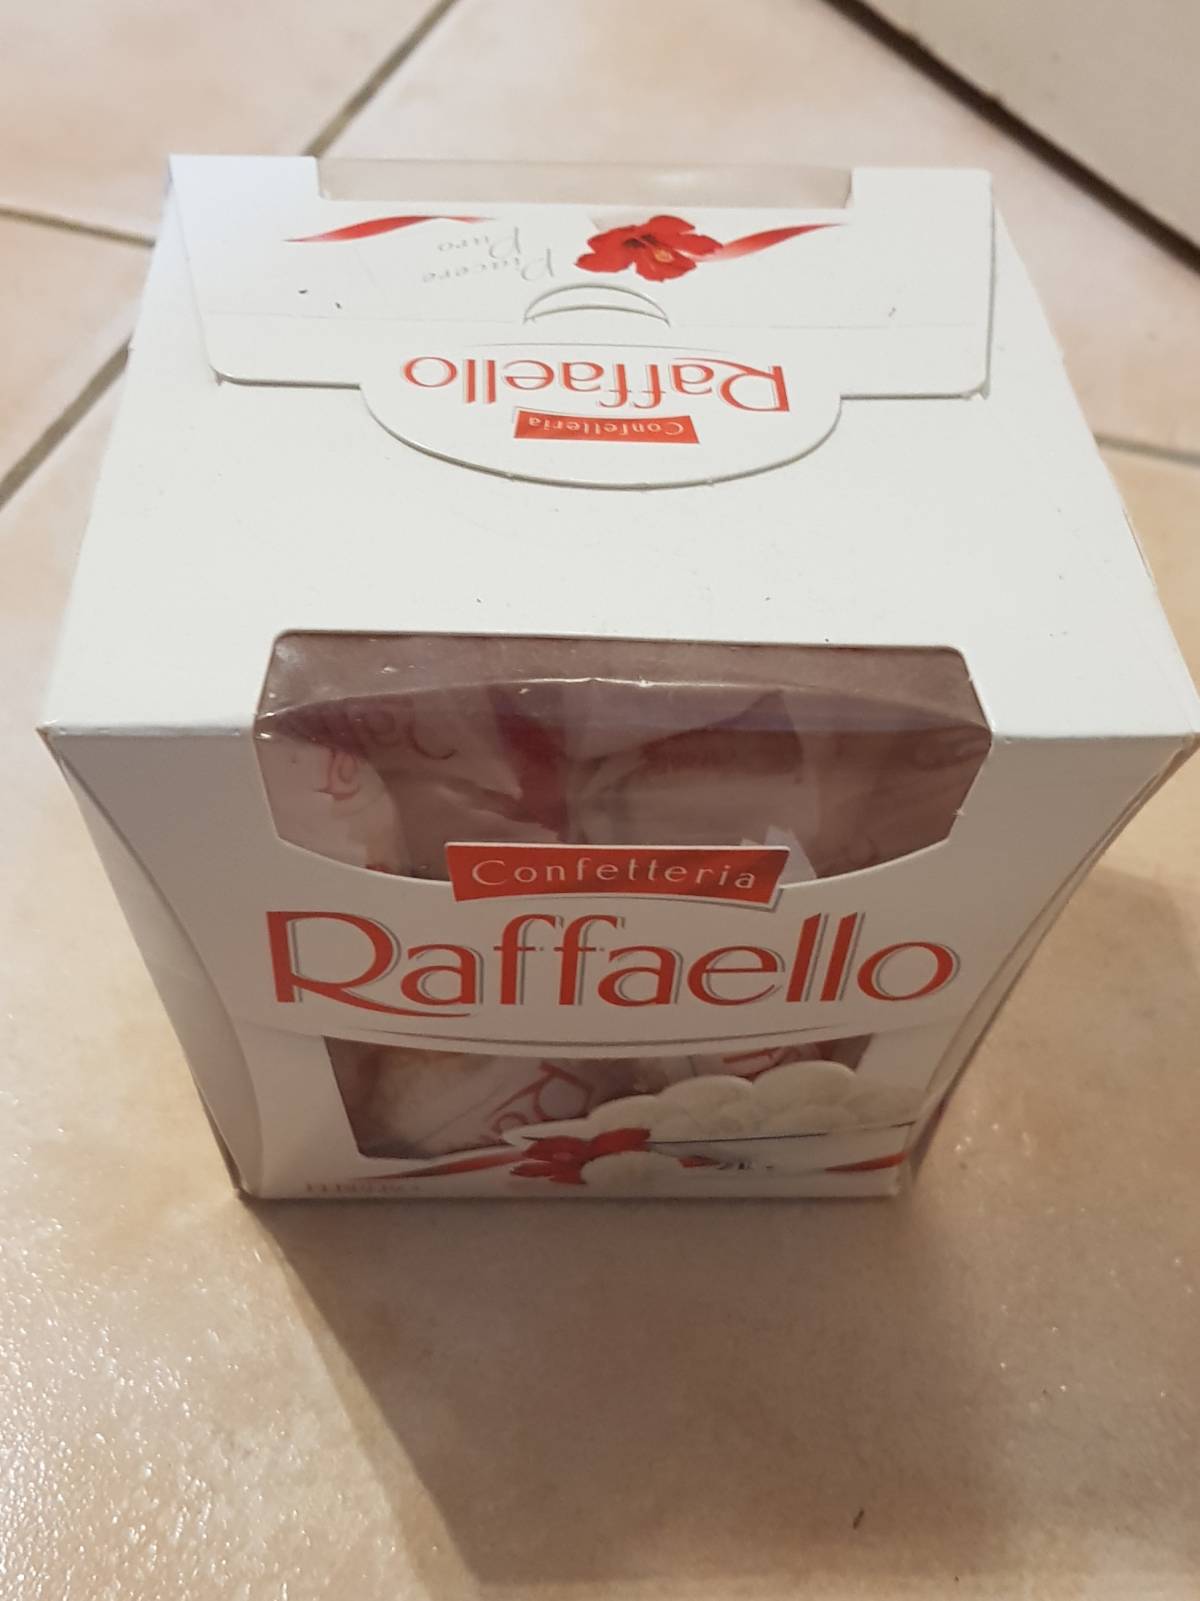 Piacere
Puro
Raffaello
Confetteria
Confetteria
Raffaello